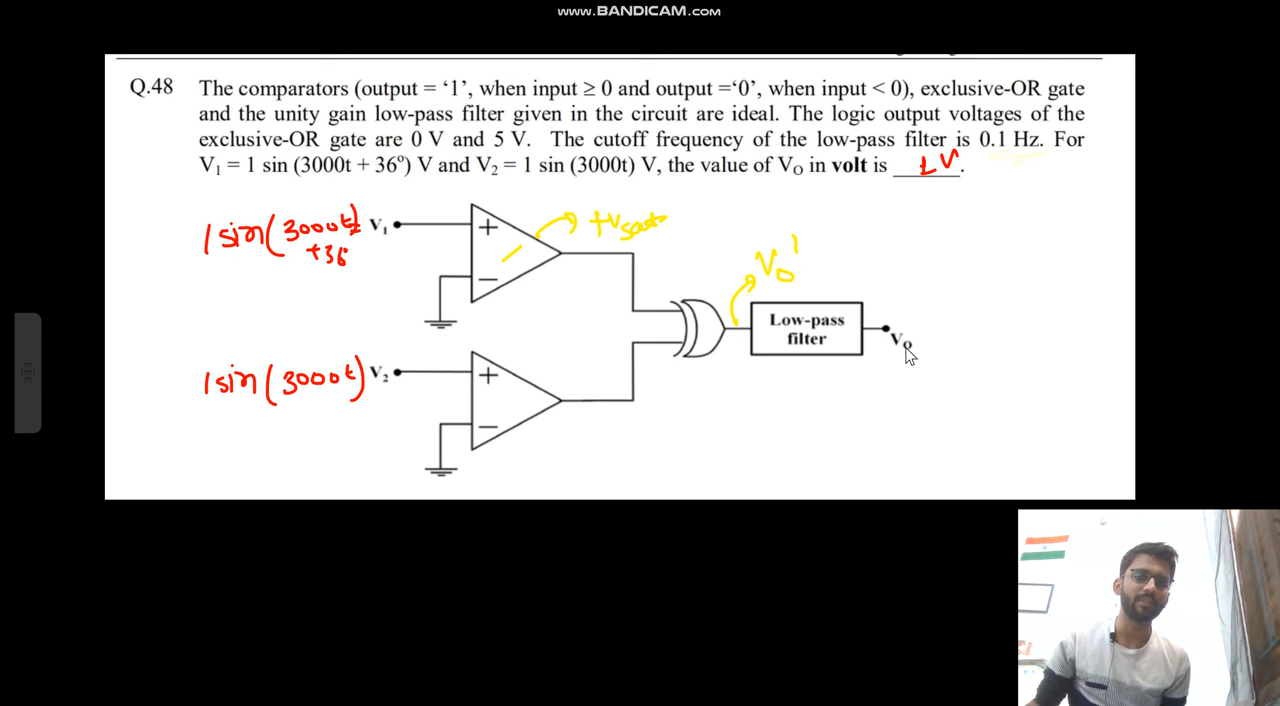 www.BANDICAM.com
Q.48 The comparators (output = ‘1’, when input ≥ 0 and output =‘0’, when input < 0), exclusive-OR gate
and the unity gain low-pass filter given in the circuit are ideal. The logic output voltages of the
exclusive-OR gate are 0 V and 5 V. The cutoff frequency of the low-pass filter is 0.1 Hz. For
V₁ = 1 sin (3000t + 36°) V and V₂ = 1 sin (3000t) V, the value of V_O in volt is 1 V.
1 sin(3000t
+36
V₁
+
−
+Vsat
V₀'
Low-pass
filter
V_O
1 sin(3000t)
V₂
+
−